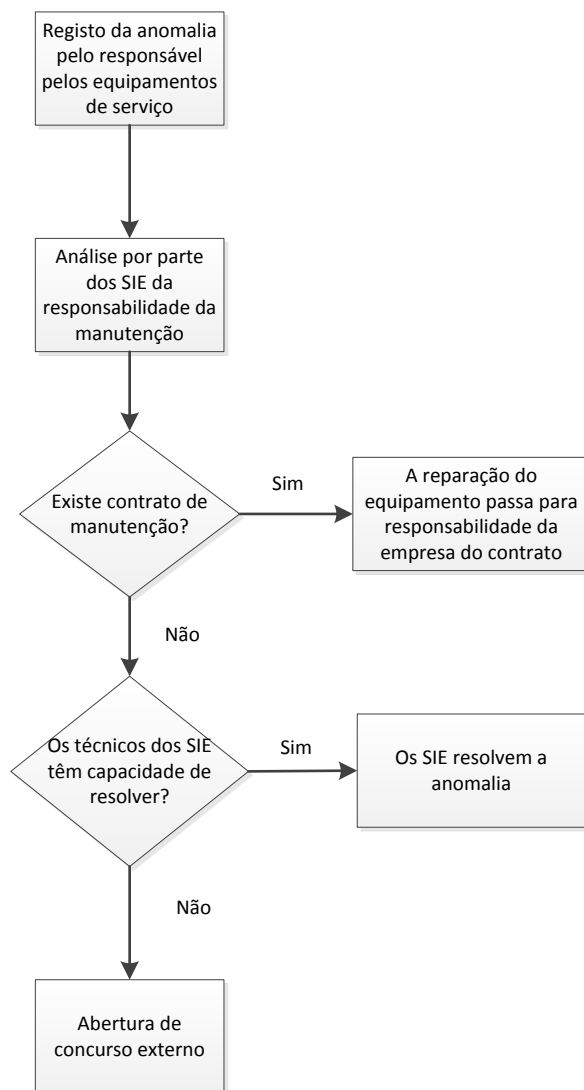 Registo da anomalia
pelo responsável
pelos equipamentos
de serviço
Análise por parte
dos SIE da
responsabilidade da
manutenção
Existe contrato de
manutenção?
Sim
A reparação do
equipamento passa para
responsabilidade da
empresa do contrato
Não
Os técnicos dos SIE
têm capacidade de
resolver?
Sim
Os SIE resolvem a
anomalia
Não
Abertura de
concurso externo